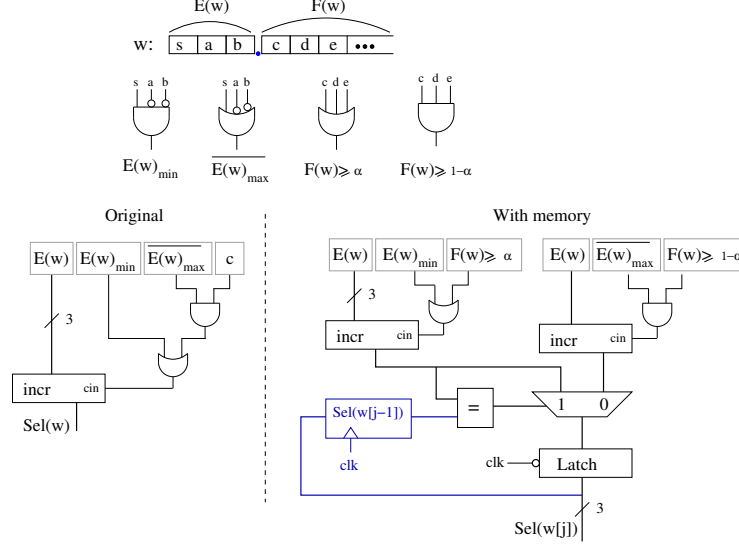 E(w) F(w)
w: s a b c d e •••
s a b s a b c d e c d e
E(w)min E(w)max F(w)⩾ α F(w)⩾ 1−α
Original With memory
E(w) E(w)min E(w)max c
E(w) E(w)min F(w)⩾ α E(w) E(w)max F(w)⩾ 1−α
3 3
incr cin incr cin
incr cin
Sel(w[j−1]) = 1 0
Sel(w)
clk clk Latch
3
Sel(w[j])